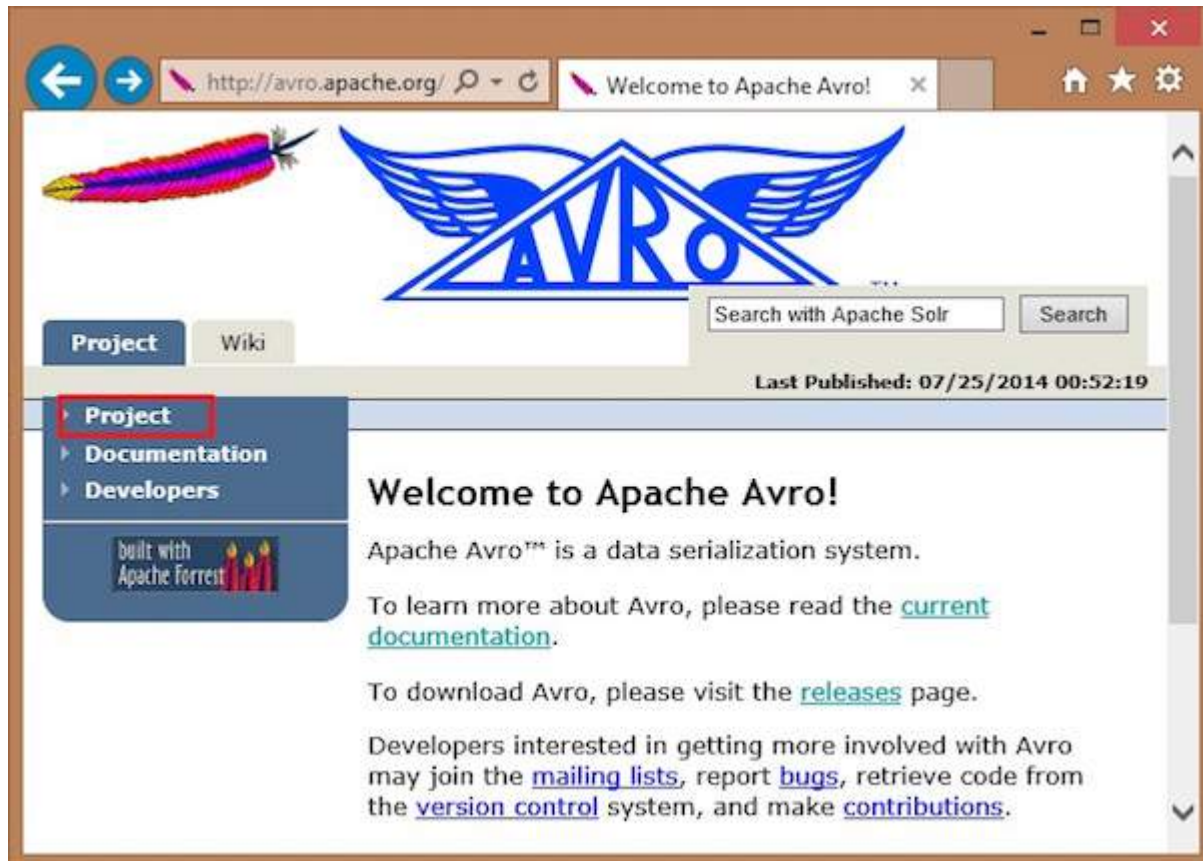 http://avro.apache.org/
Welcome to Apache Avro!
AVRO
Search with Apache Solr
Search
Project
Wiki
Last Published: 07/25/2014 00:52:19
Project
Documentation
Developers
built with
Apache Forrest
Welcome to Apache Avro!
Apache Avro™ is a data serialization system.
To learn more about Avro, please read the current
documentation.
To download Avro, please visit the releases page.
Developers interested in getting more involved with Avro
may join the mailing lists, report bugs, retrieve code from
the version control system, and make contributions.